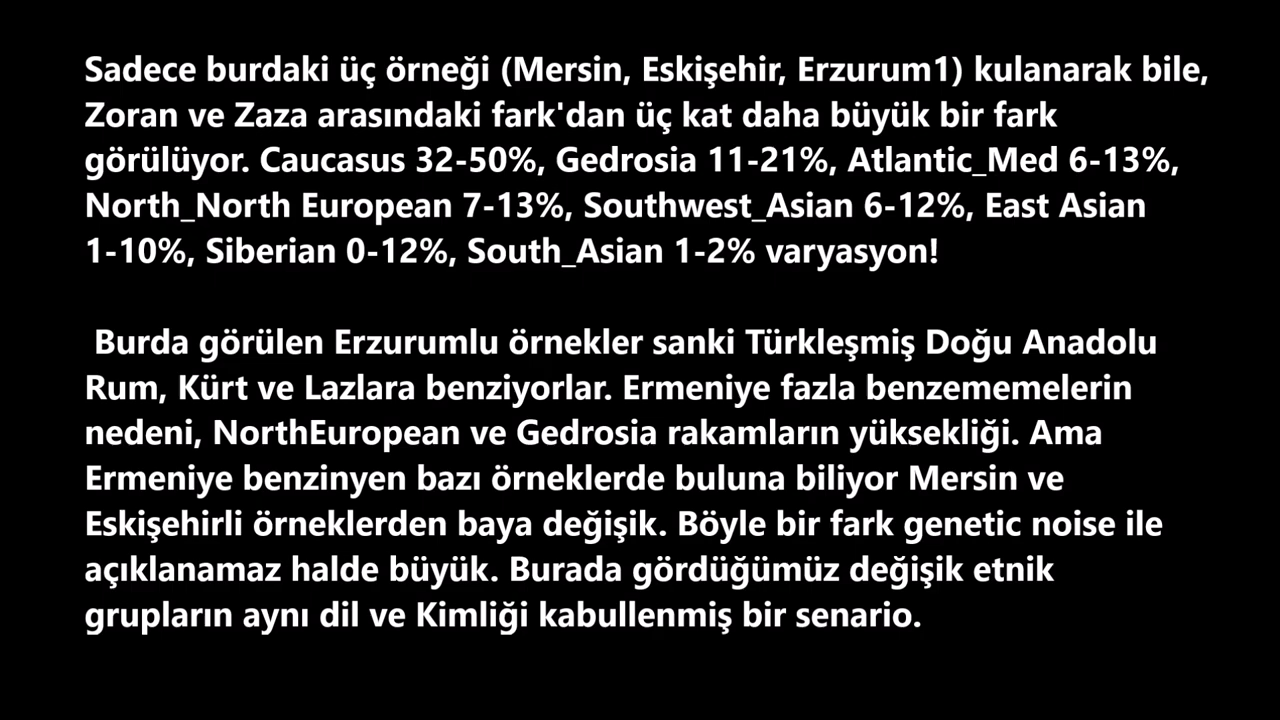 Sadece burdaki üç örneği (Mersin, Eskişehir, Erzurum1) kulanarak bile,
Zoran ve Zaza arasındaki fark'dan üç kat daha büyük bir fark
görülüyor. Caucasus 32-50%, Gedrosia 11-21%, Atlantic_Med 6-13%,
North_North European 7-13%, Southwest_Asian 6-12%, East Asian
1-10%, Siberian 0-12%, South_Asian 1-2% varyasyon!
Burda görülen Erzurumlu örnekler sanki Türkleşmiş Doğu Anadolu
Rum, Kürt ve Lazlara benziyorlar. Ermeniye fazla benzememelerin
nedeni, NorthEuropean ve Gedrosia rakamların yüksekliği. Ama
Ermeniye benzinyen bazı örneklerde buluna biliyor Mersin ve
Eskişehirli örneklerden baya değişik. Böyle bir fark genetic noise ile
açıklanamaz halde büyük. Burada gördüğümüz değişik etnik
grupların aynı dil ve Kimliği kabullenmiş bir senario.